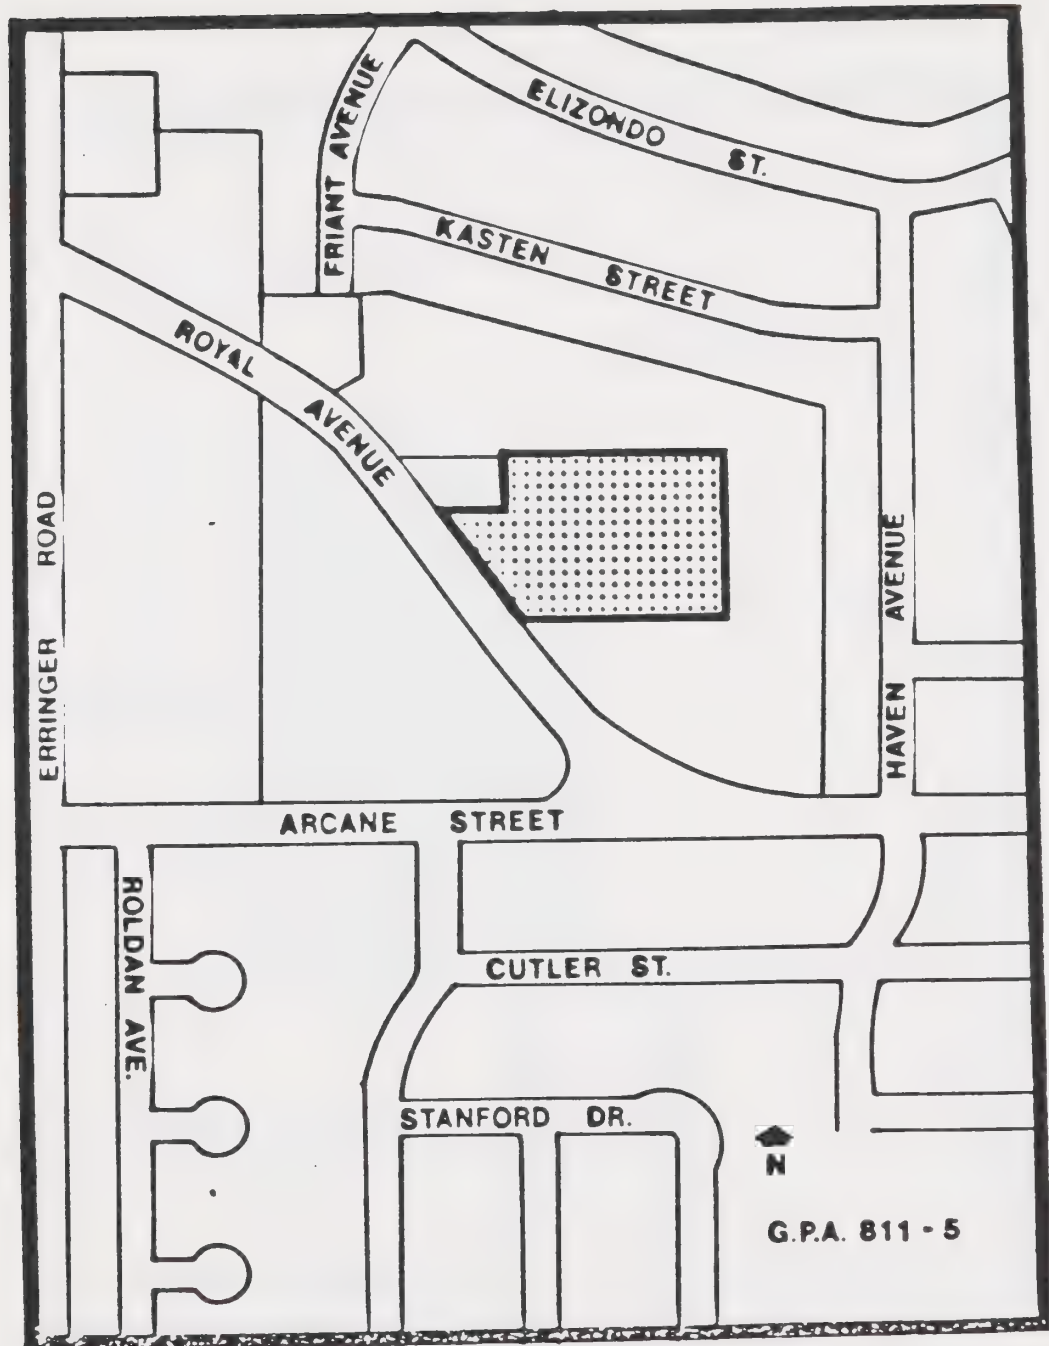 FRIANT AVENUE
ELIZONDO ST.
KASTEN STREET
ROYAL AVENUE
ERRINGER ROAD
HAVEN AVENUE
ARCANE STREET
ROLDAN AVE.
CUTLER ST.
STANFORD DR.
N
G.P.A. 811 - 5